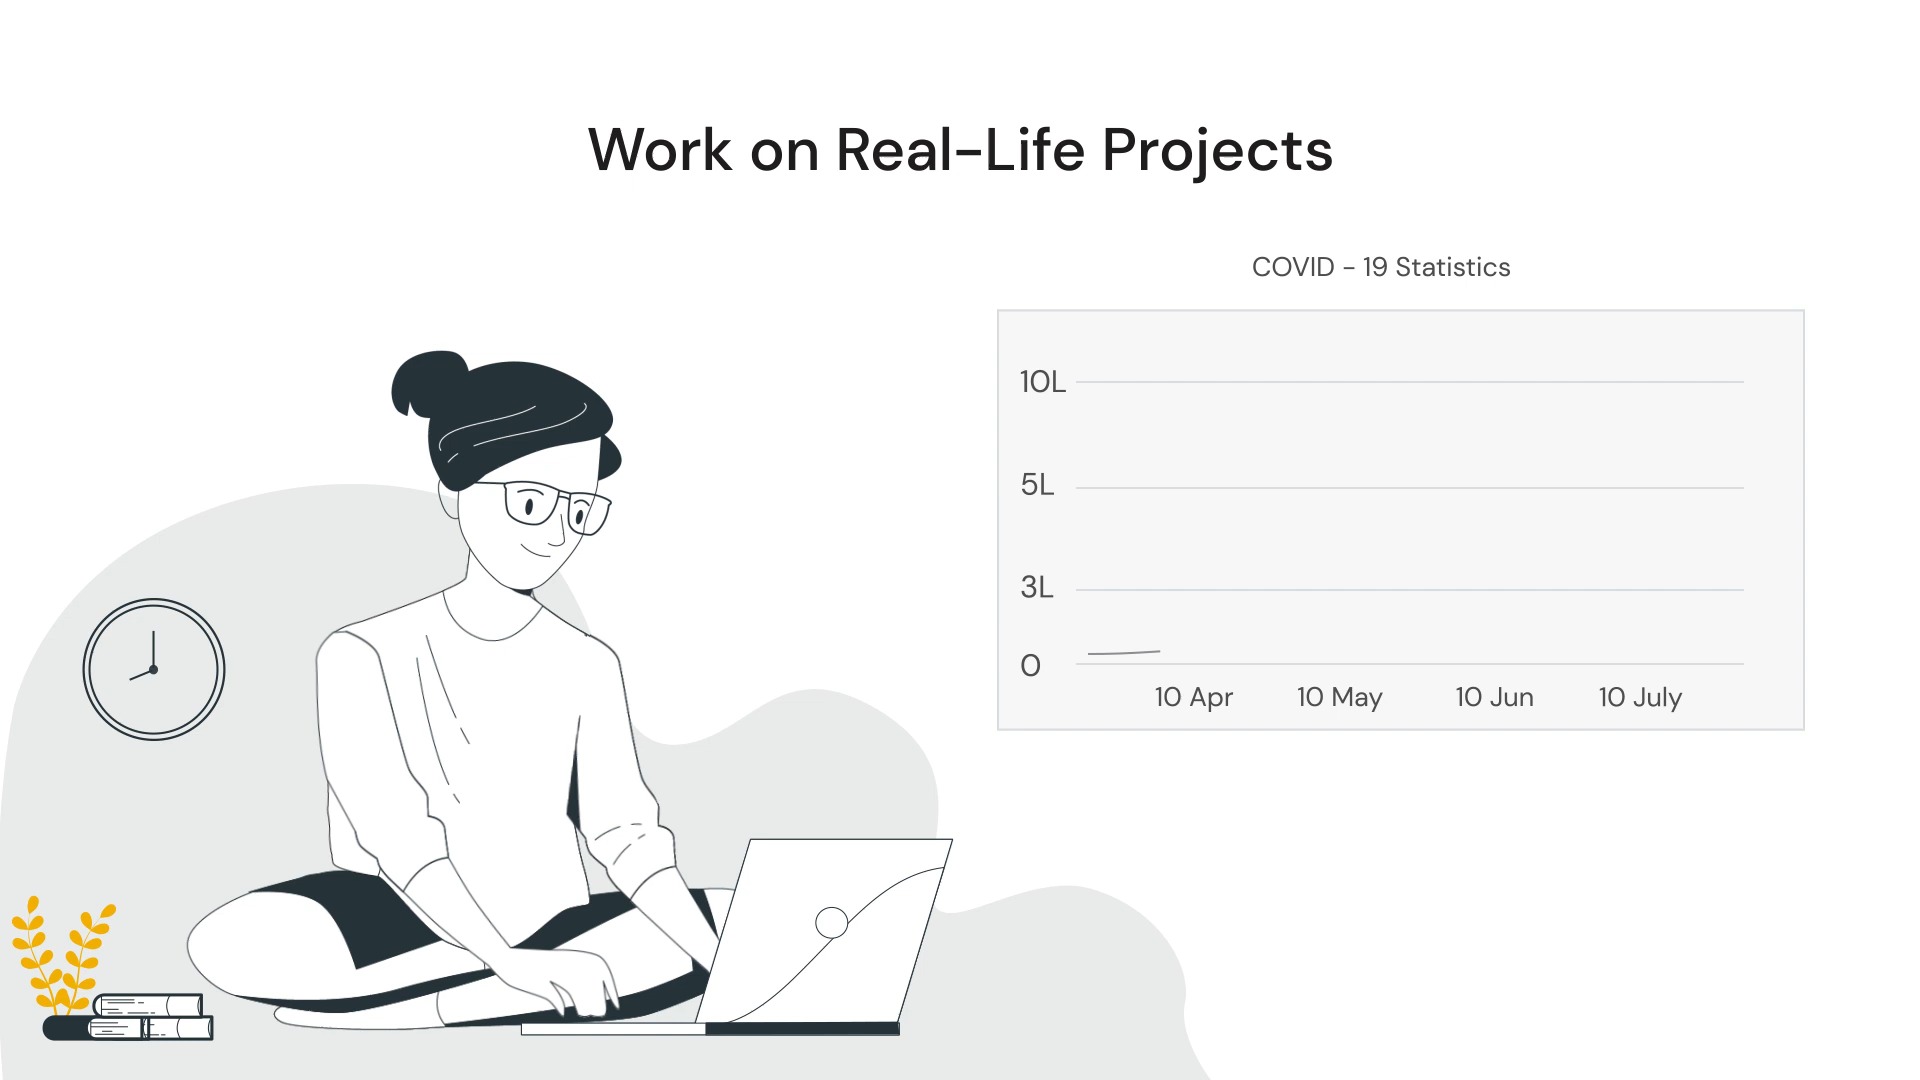 Work on Real-Life Projects
COVID - 19 Statistics
10L
5L
3L
0
10 Apr 10 May 10 Jun 10 July